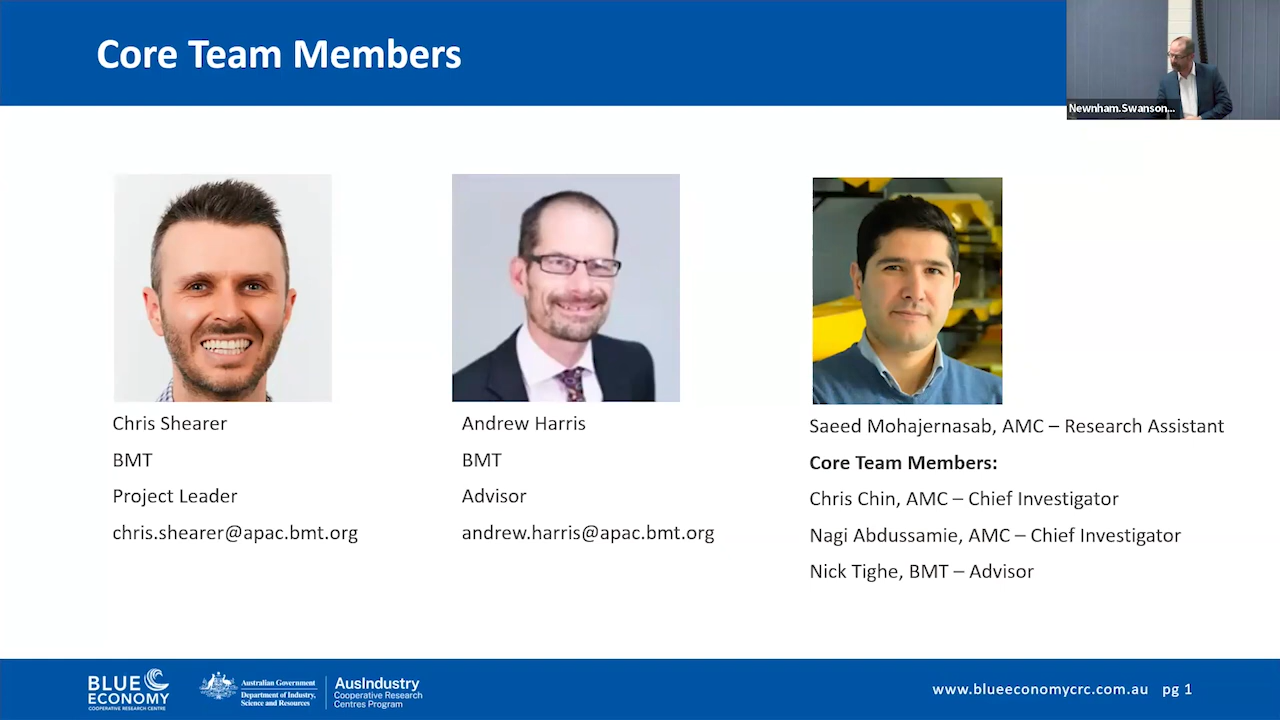 Core Team Members
Newnham.Swanson...
Chris Shearer
BMT
Project Leader
chris.shearer@apac.bmt.org
Andrew Harris
BMT
Advisor
andrew.harris@apac.bmt.org
Saeed Mohajernasab, AMC – Research Assistant
Core Team Members:
Chris Chin, AMC – Chief Investigator
Nagi Abdussamie, AMC – Chief Investigator
Nick Tighe, BMT – Advisor
BLUE
ECONOMY
COOPERATIVE RESEARCH CENTRE
Australian Government
Department of Industry,
Science and Resources
AusIndustry
Cooperative Research
Centres Program
www.blueeconomycrc.com.au pg 1